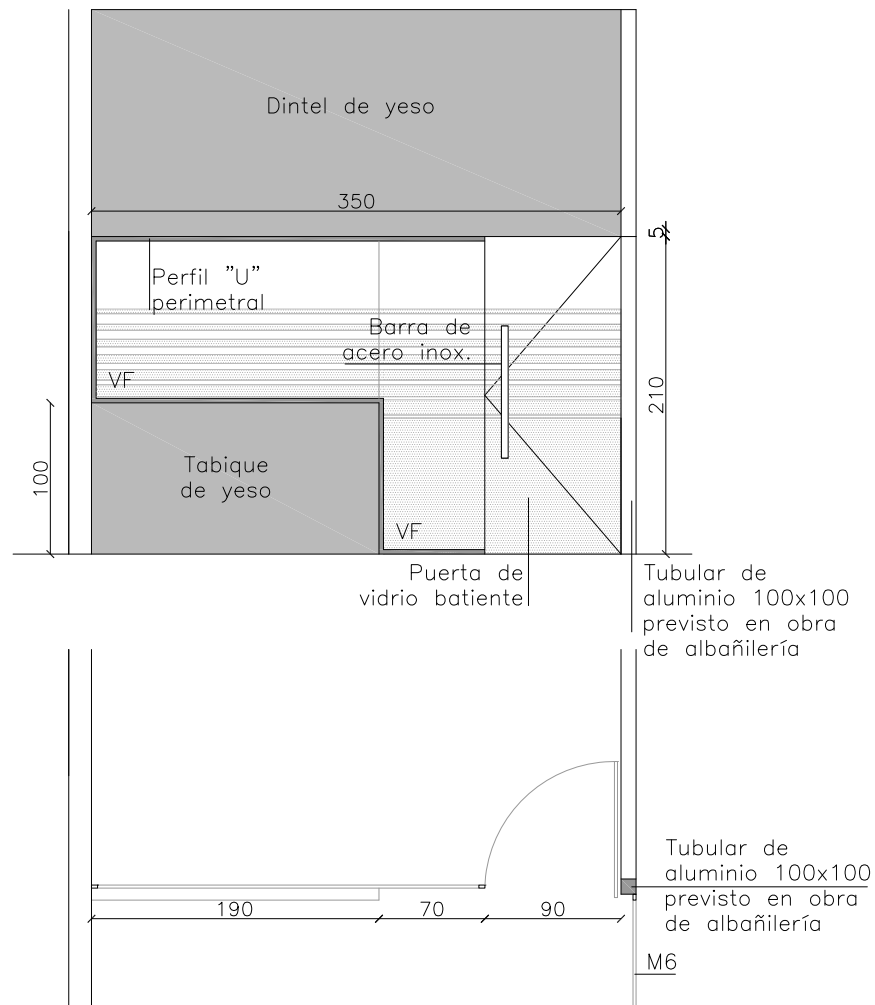 Dintel de yeso
350
5
Perfil "U"
perimetral
Barra de
acero inox.
VF
210
100
Tabique
de yeso
VF
Puerta de
vidrio batiente
Tubular de
aluminio 100x100
previsto en obra
de albañilería
Tubular de
aluminio 100x100
previsto en obra
de albañilería
190
70
90
M6